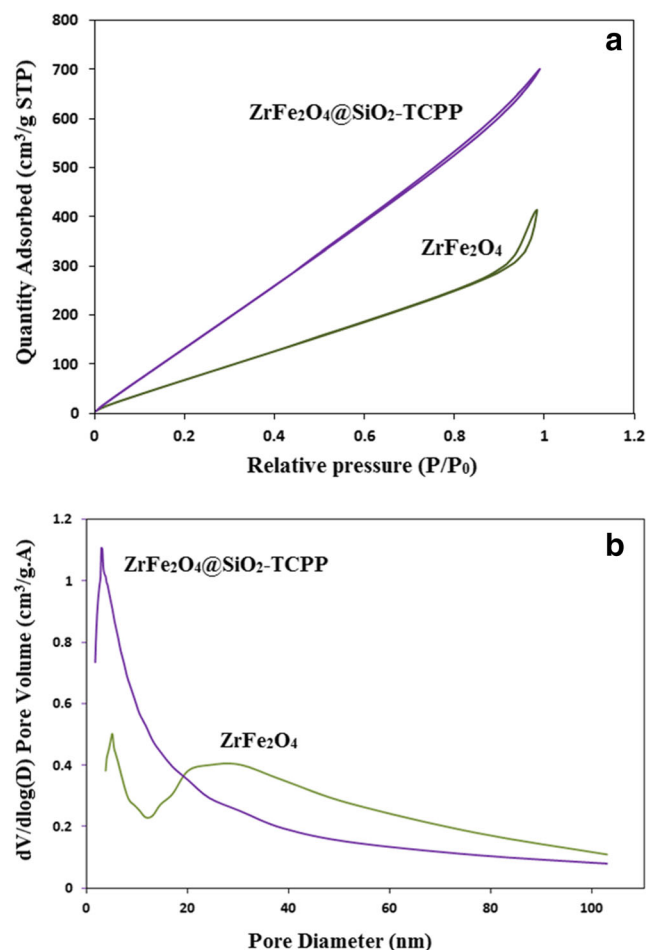 a
800
700
600
500
400
300
200
100
0
Quantity Adsorbed (cm³/g STP)
ZrFe₂O₄@SiO₂-TCPP
ZrFe₂O₄
0 0.2 0.4 0.6 0.8 1 1.2
Relative pressure (P/P₀)
b
1.2
1
0.8
0.6
0.4
0.2
0
dV/dlog(D) Pore Volume (cm³/g.A)
ZrFe₂O₄@SiO₂-TCPP
ZrFe₂O₄
0 20 40 60 80 100
Pore Diameter (nm)